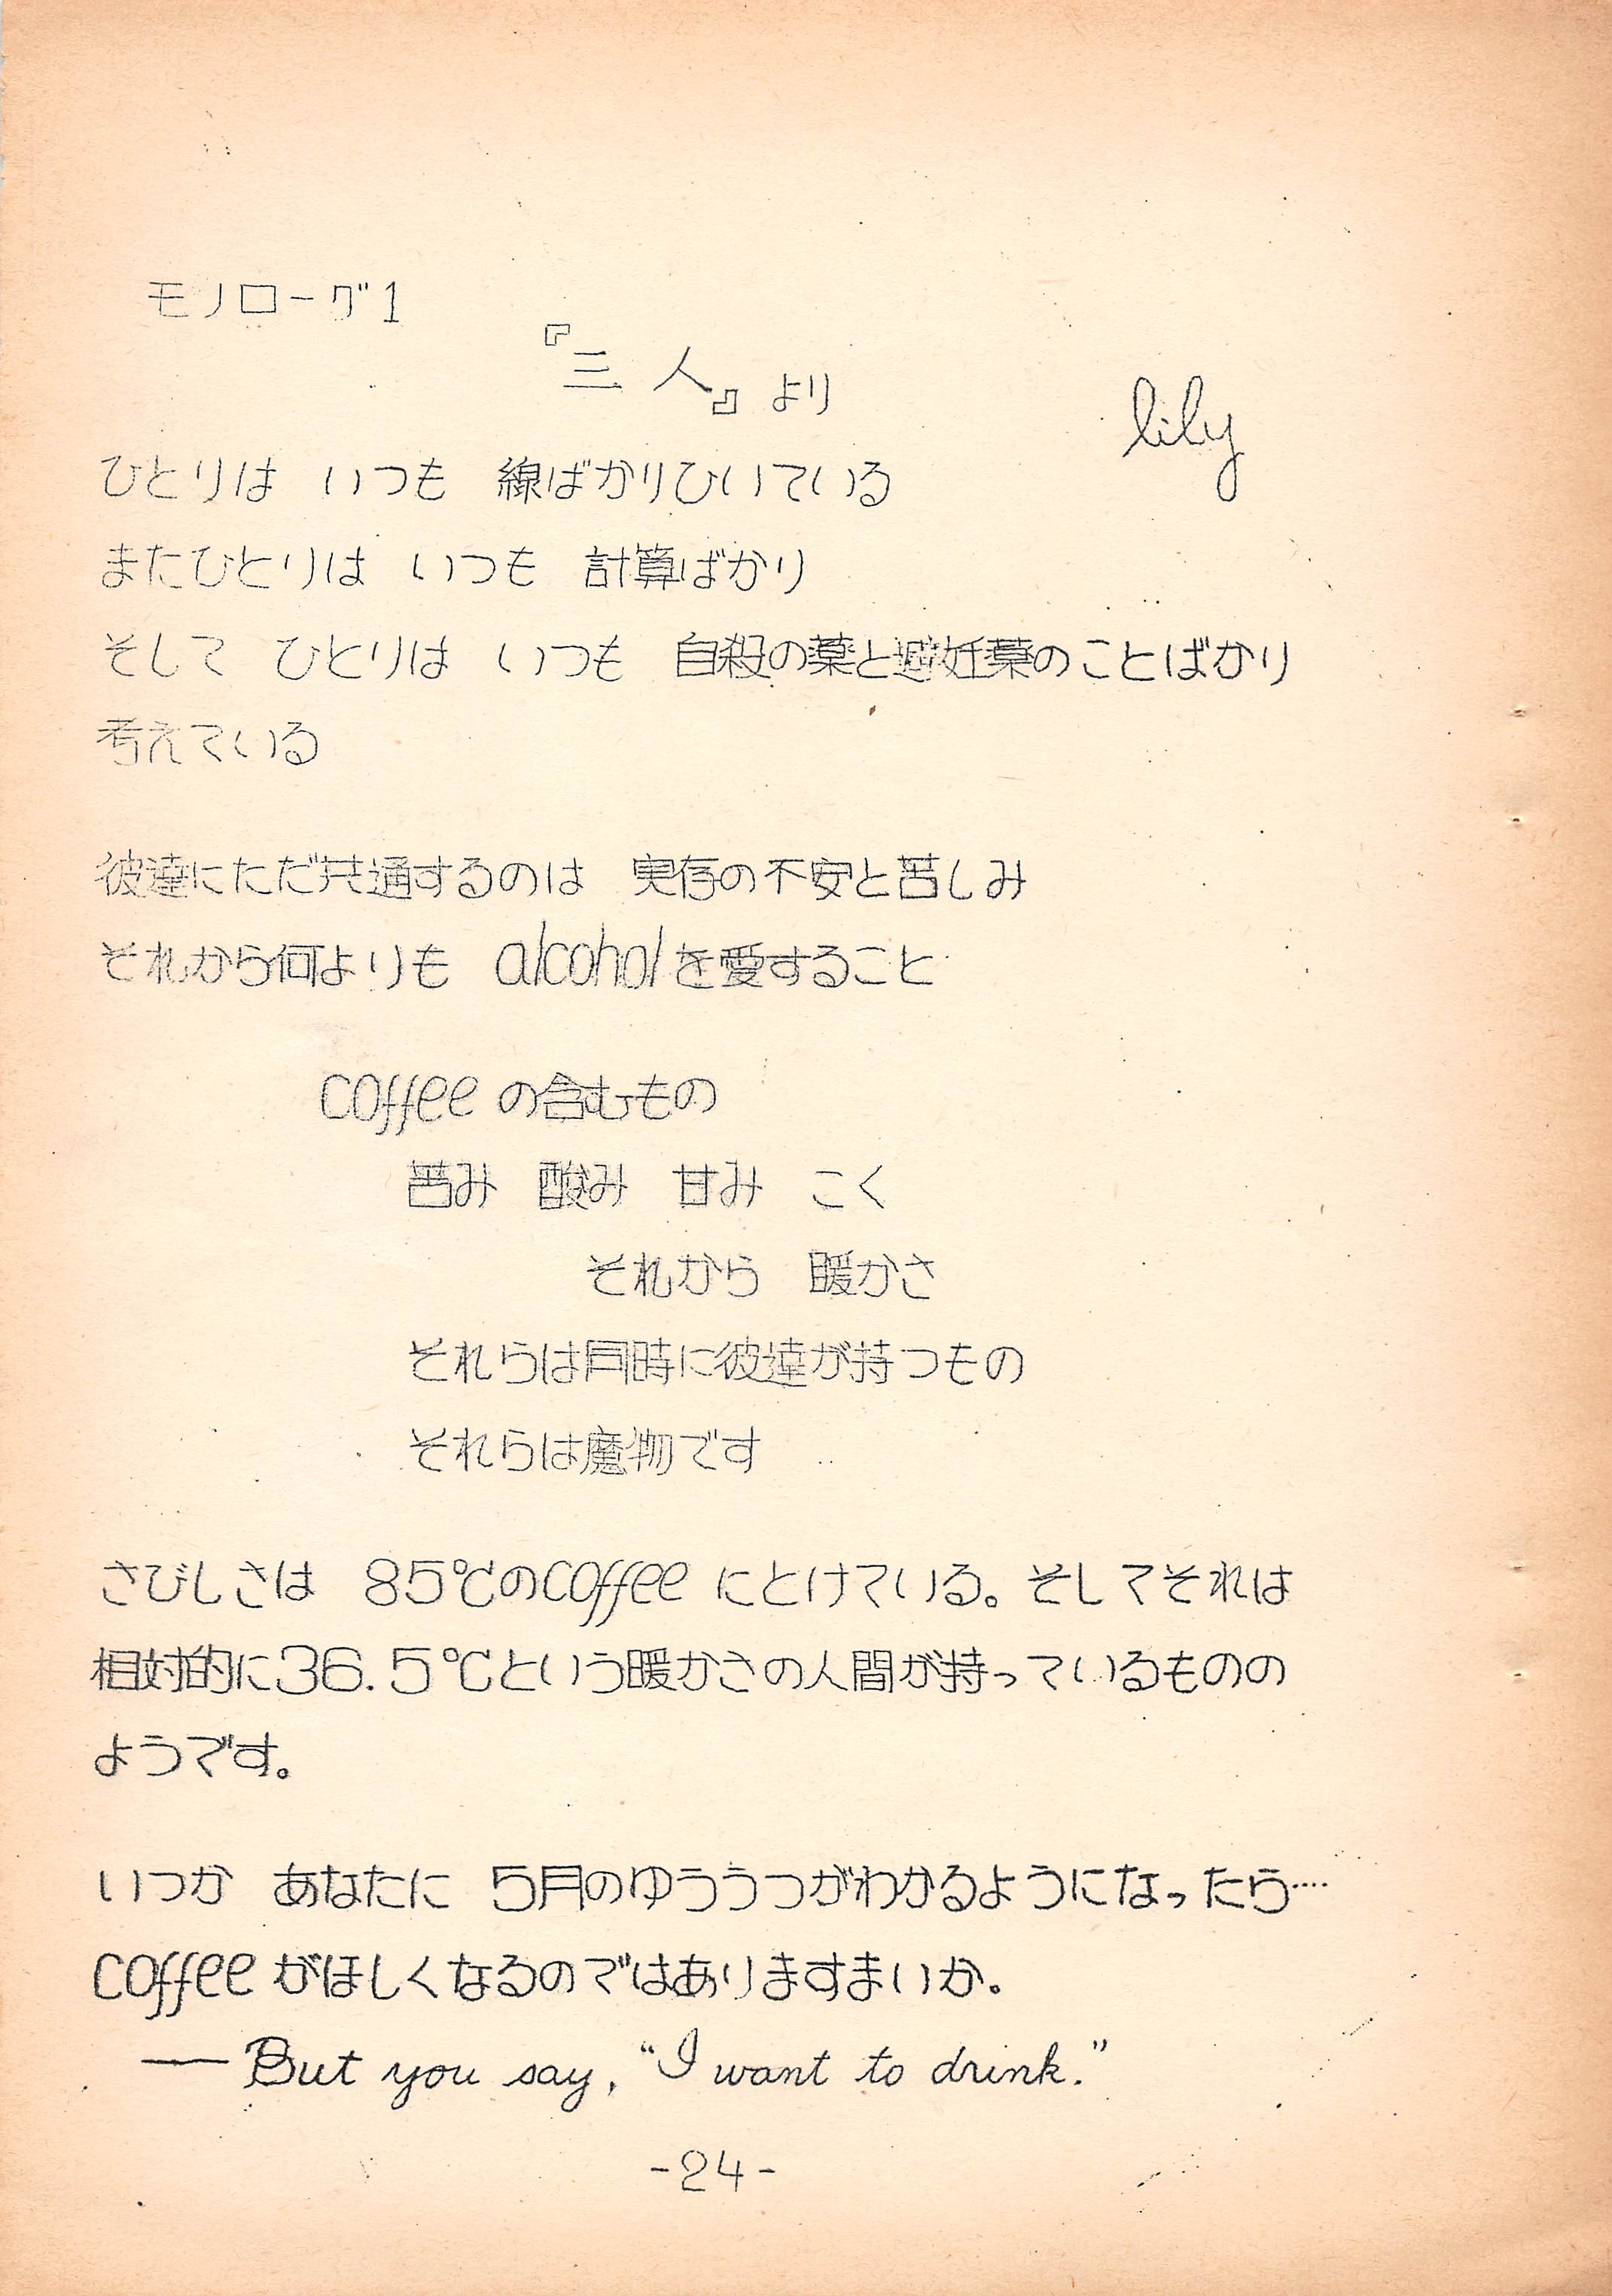 モノローグ1
『三人』より
lily
ひとりは いつも 線ばかりひいている
またひとりは いつも 計算ばかり
そして ひとりは いつも 自殺の薬と避妊薬のことばかり
考えている
彼達にただ共通するのは 実存の不安と苦しみ
それから何よりも alcoholを愛すること
coffeeの含むもの
苦み 酸み 甘み こく
それから 暖かさ
それらは同時に彼達が持つもの
それらは魔物です
さびしさは 85℃のcoffeeにとけている。そしてそれは
相対的に36.5℃という暖かさの人間が持っているものの
ようです。
いつか あなたに 5月のゆううつがわかるようになったら‥‥
coffeeがほしくなるのではありますまいか。
── But you say, “I want to drink.”
-24-